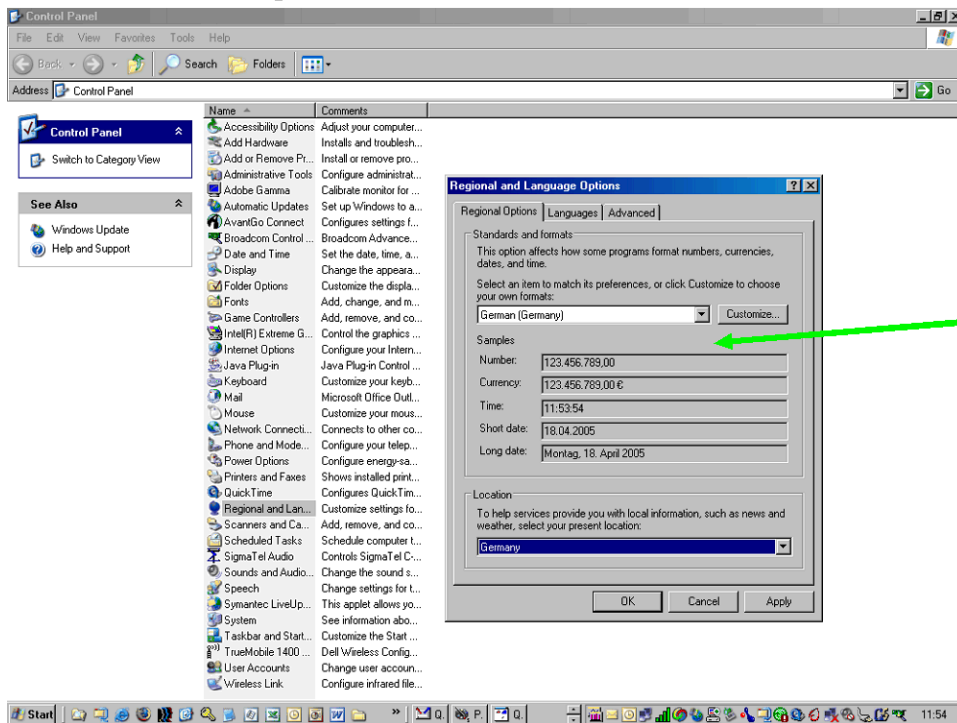 Control Panel
File Edit View Favorites Tools Help
Back Search Folders
Address Control Panel Go
Control Panel
Switch to Category View
See Also
Windows Update
Help and Support
Name Comments
Accessibility Options Adjust your computer...
Add Hardware Installs and troublesh...
Add or Remove Pr... Install or remove pro...
Administrative Tools Configure administrat...
Adobe Gamma Calibrate monitor for ...
Automatic Updates Set up Windows to a...
AvantGo Connect Configures settings f...
Broadcom Control ... Broadcom Advance...
Date and Time Set the date, time, a...
Display Change the appeara...
Folder Options Customize the displa...
Fonts Add, change, and m...
Game Controllers Add, remove, and co...
Intel(R) Extreme G... Control the graphics ...
Internet Options Configure your Intern...
Java Plug-in Java Plug-in Control ...
Keyboard Customize your keyb...
Mail Microsoft Office Outl...
Mouse Customize your mous...
Network Connecti... Connects to other co...
Phone and Mode... Configure your telep...
Power Options Configure energy-sa...
Printers and Faxes Shows installed print...
QuickTime Configures QuickTim...
Regional and Lan... Customize settings fo...
Scanners and Ca... Add, remove, and co...
Scheduled Tasks Schedule computer t...
SigmaTel Audio Controls SigmaTel C-...
Sounds and Audio... Change the sound s...
Speech Change settings for t...
Symantec LiveUp... This applet allows yo...
System See information abo...
Taskbar and Start... Customize the Start ...
TrueMobile 1400 ... Dell Wireless Config...
User Accounts Change user accoun...
Wireless Link Configure infrared file...
Regional and Language Options
Regional Options Languages Advanced
Standards and formats
This option affects how some programs format numbers, currencies,
dates, and time.
Select an item to match its preferences, or click Customize to choose
your own formats:
German (Germany) Customize...
Samples
Number: 123.456.789,00
Currency: 123.456.789,00 €
Time: 11:53:54
Short date: 18.04.2005
Long date: Montag, 18. April 2005
Location
To help services provide you with local information, such as news and
weather, select your present location:
Germany
OK Cancel Apply
Start » Q. P. Q. 11:54